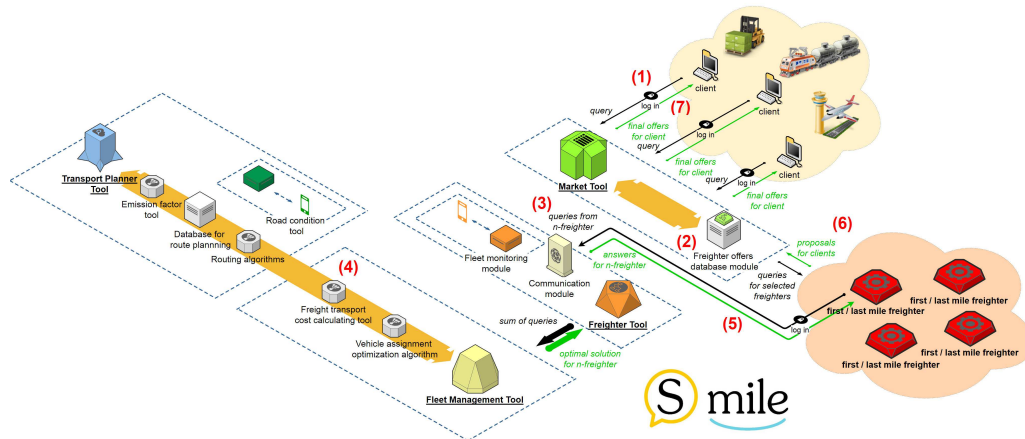 (1)
client
query
log in
(7)
final offers
for client
client
query
log in
final offers
for client
client
query
log in
final offers
for client
Market Tool
Transport Planner
Tool
Emission factor
tool
Road condition
tool
Database for
route plannning
Routing algorithms
(3)
queries from
n-freighter
Fleet monitoring
module
(2)
Freighter offers
database module
(6)
proposals
for clients
answers
for n-freighter
queries
for selected
freighters
Communication
module
(4)
Freight transport
cost calculating tool
sum of queries
Freighter Tool
(5)
log in
first / last mile freighter
first / last mile freighter
first / last mile freighter
first / last mile freighter
Vehicle assignment
optimization algorithm
optimal solution
for n-freighter
Fleet Management Tool
S mile